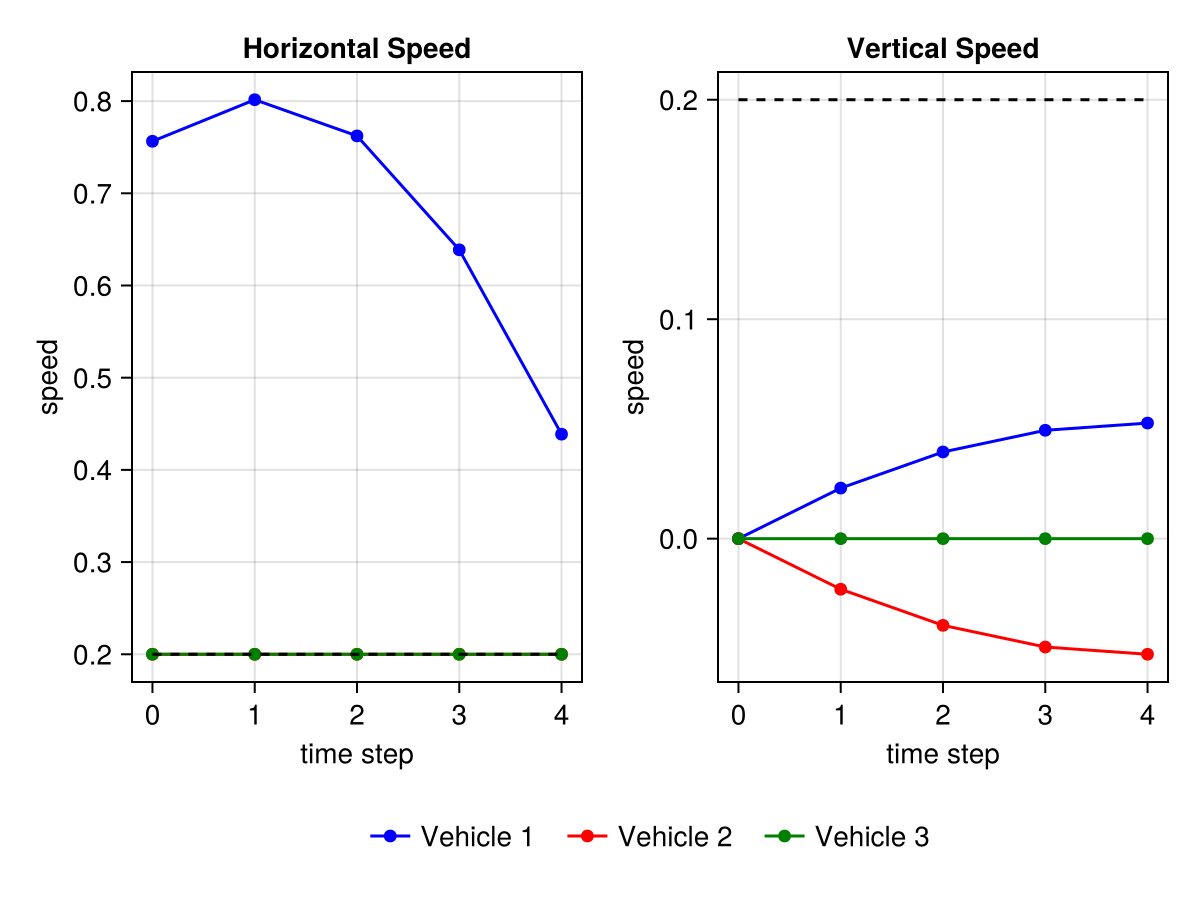 Horizontal Speed
0.8
0.7
0.6
0.5
0.4
0.3
0.2
speed
0 1 2 3 4
time step
Vertical Speed
0.2
0.1
0.0
speed
0 1 2 3 4
time step
Vehicle 1 Vehicle 2 Vehicle 3